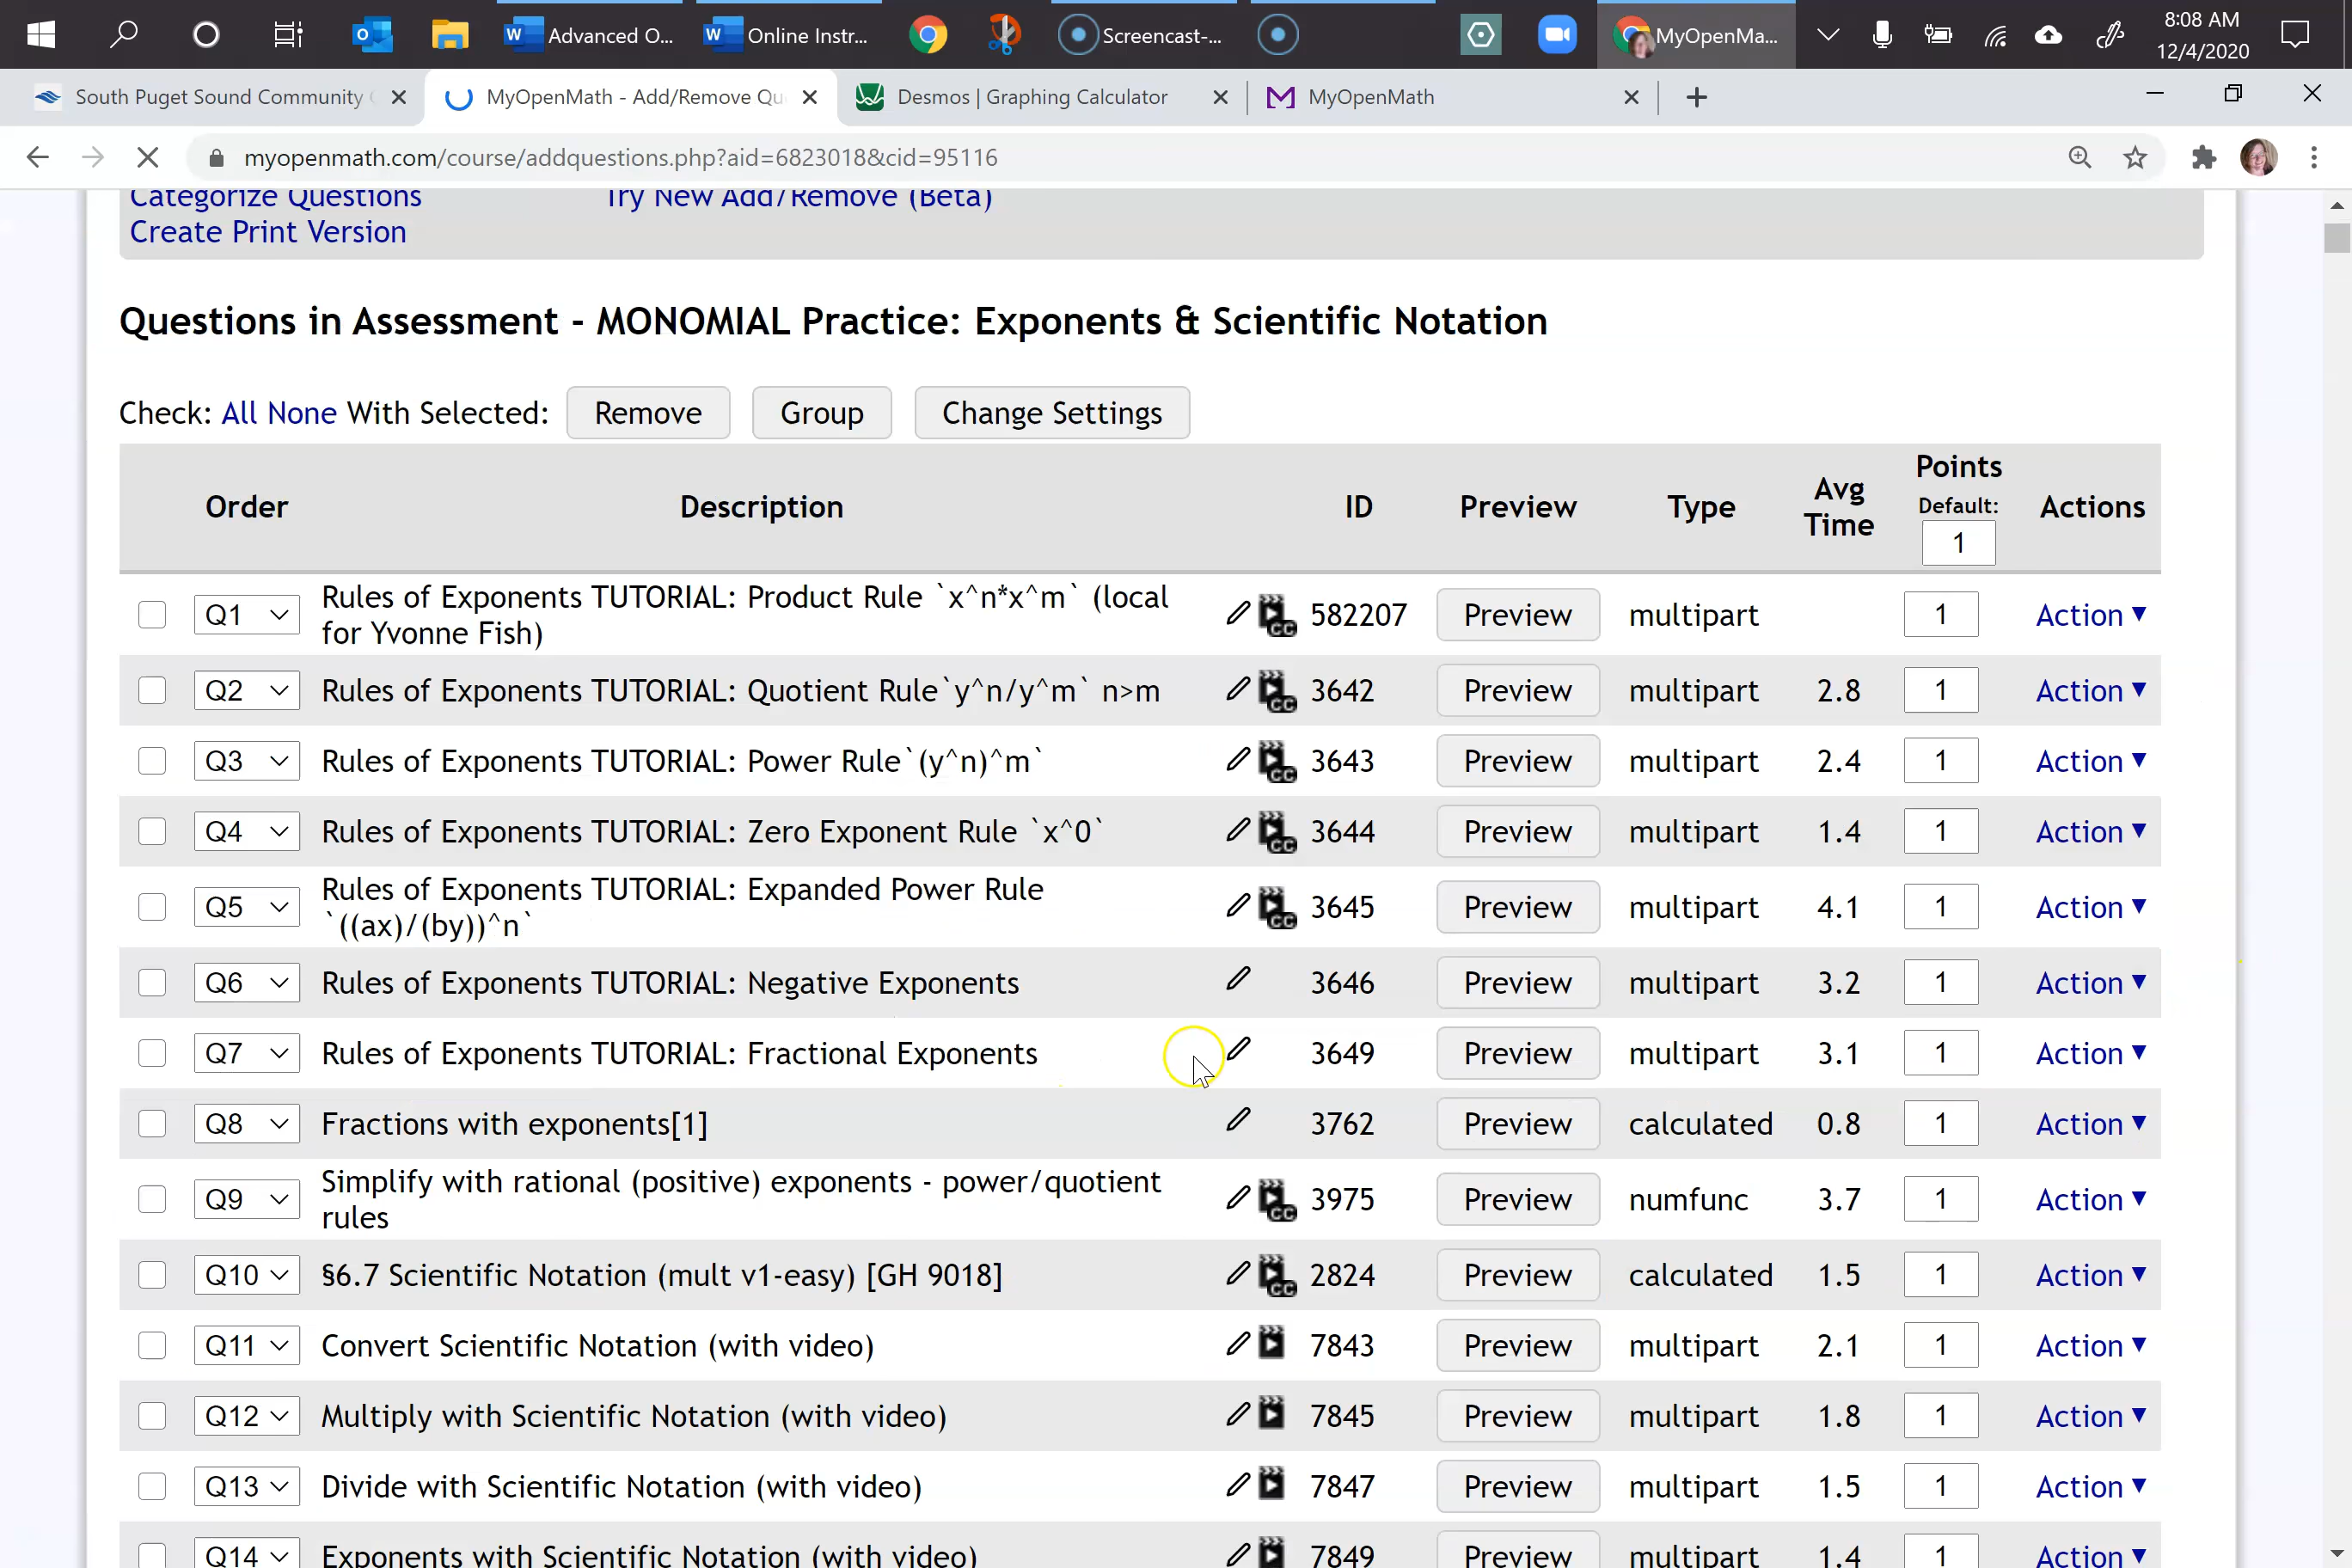 Advanced O...
Online Instr...
Screencast-...
MyOpenMa...
8:08 AM
12/4/2020
South Puget Sound Community
MyOpenMath - Add/Remove Qu
Desmos | Graphing Calculator
MyOpenMath
myopenmath.com/course/addquestions.php?aid=6823018&cid=95116
Categorize Questions
Try New Add/Remove (Beta)
Create Print Version
Questions in Assessment - MONOMIAL Practice: Exponents & Scientific Notation
Check: All None With Selected: Remove Group Change Settings
Order Description ID Preview Type Avg Time Points Default: 1 Actions
Q1 Rules of Exponents TUTORIAL: Product Rule `x^n*x^m` (local
for Yvonne Fish) CC 582207 Preview multipart 1 Action
Q2 Rules of Exponents TUTORIAL: Quotient Rule`y^n/y^m` n>m CC 3642 Preview multipart 2.8 1 Action
Q3 Rules of Exponents TUTORIAL: Power Rule`(y^n)^m` CC 3643 Preview multipart 2.4 1 Action
Q4 Rules of Exponents TUTORIAL: Zero Exponent Rule `x^0` CC 3644 Preview multipart 1.4 1 Action
Q5 Rules of Exponents TUTORIAL: Expanded Power Rule
`((ax)/(by))^n` CC 3645 Preview multipart 4.1 1 Action
Q6 Rules of Exponents TUTORIAL: Negative Exponents 3646 Preview multipart 3.2 1 Action
Q7 Rules of Exponents TUTORIAL: Fractional Exponents 3649 Preview multipart 3.1 1 Action
Q8 Fractions with exponents[1] 3762 Preview calculated 0.8 1 Action
Q9 Simplify with rational (positive) exponents - power/quotient
rules CC 3975 Preview numfunc 3.7 1 Action
Q10 §6.7 Scientific Notation (mult v1-easy) [GH 9018] CC 2824 Preview calculated 1.5 1 Action
Q11 Convert Scientific Notation (with video) 7843 Preview multipart 2.1 1 Action
Q12 Multiply with Scientific Notation (with video) 7845 Preview multipart 1.8 1 Action
Q13 Divide with Scientific Notation (with video) 7847 Preview multipart 1.5 1 Action
Q14 Exponents with Scientific Notation (with video) 7849 Preview multipart 1.4 1 Action